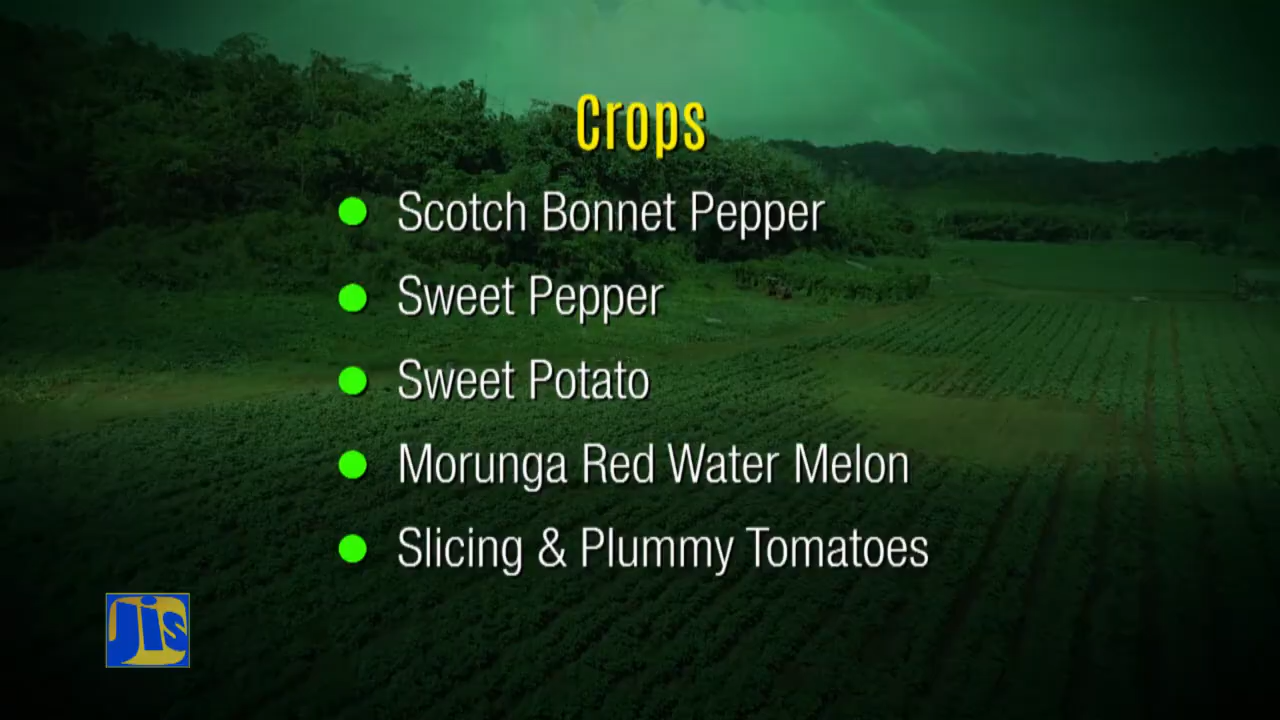 Crops
Scotch Bonnet Pepper
Sweet Pepper
Sweet Potato
Morunga Red Water Melon
Slicing & Plummy Tomatoes
Jis